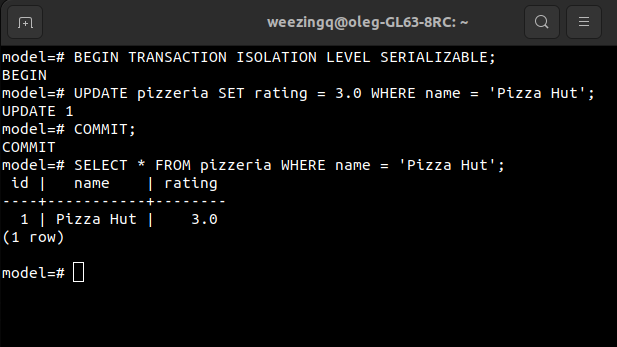 weezingq@oleg-GL63-8RC: ~
model=# BEGIN TRANSACTION ISOLATION LEVEL SERIALIZABLE;
BEGIN
model=# UPDATE pizzeria SET rating = 3.0 WHERE name = 'Pizza Hut';
UPDATE 1
model=# COMMIT;
COMMIT
model=# SELECT * FROM pizzeria WHERE name = 'Pizza Hut';
 id |   name    | rating
----+-----------+--------
  1 | Pizza Hut |    3.0
(1 row)
model=#